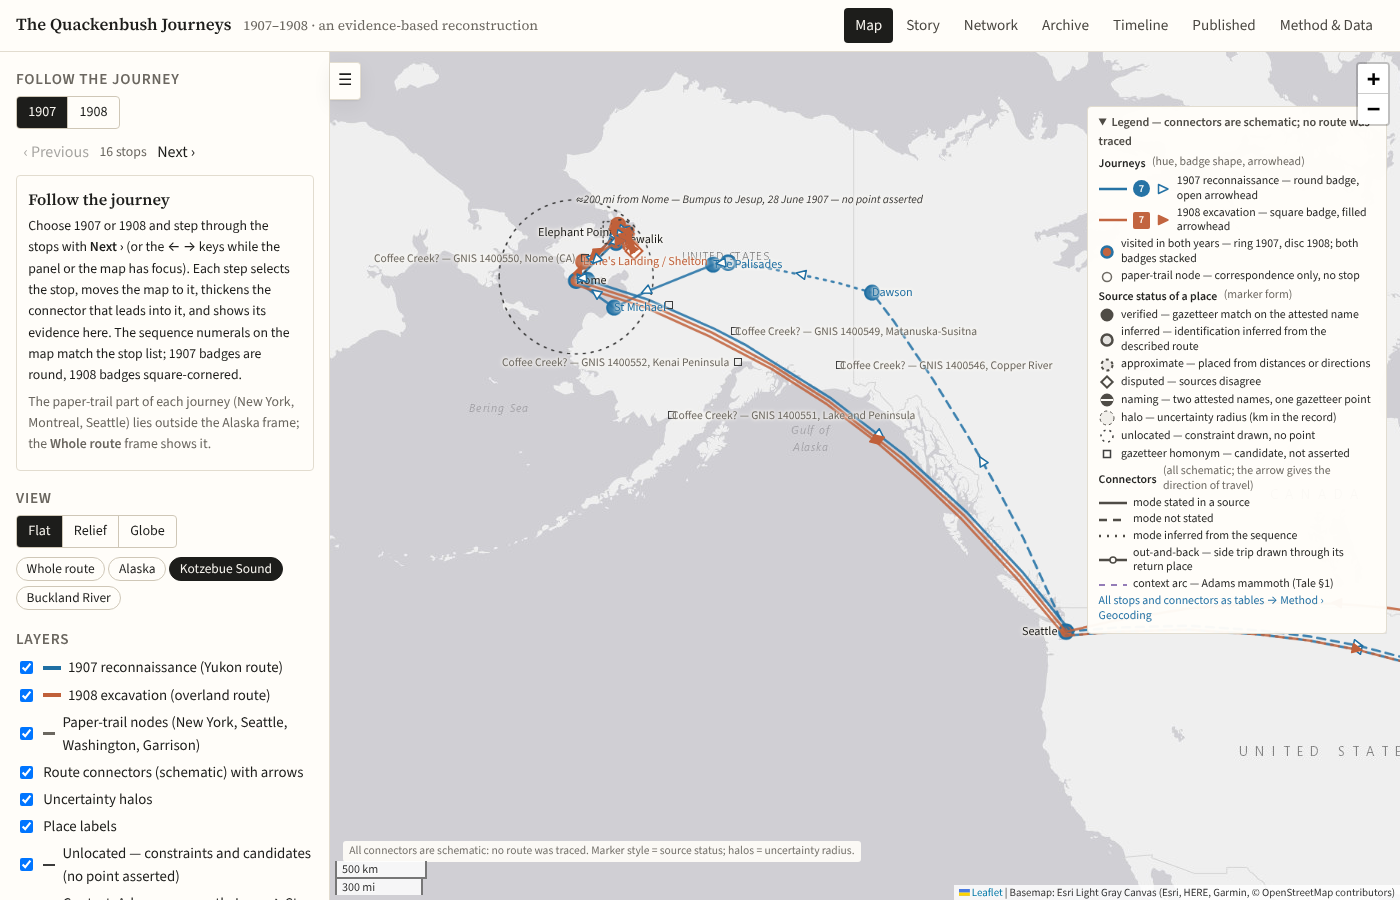 The Quackenbush Journeys 1907–1908 · an evidence-based reconstruction
Map Story Network Archive Timeline Published Method & Data
FOLLOW THE JOURNEY
1907 1908
‹ Previous 16 stops Next ›
Follow the journey
Choose 1907 or 1908 and step through the
stops with Next › (or the ← → keys while the
panel or the map has focus). Each step selects
the stop, moves the map to it, thickens the
connector that leads into it, and shows its
evidence here. The sequence numerals on the
map match the stop list; 1907 badges are
round, 1908 badges square-cornered.
The paper-trail part of each journey (New York,
Montreal, Seattle) lies outside the Alaska frame;
the Whole route frame shows it.
VIEW
Flat Relief Globe
Whole route Alaska Kotzebue Sound
Buckland River
LAYERS
1907 reconnaissance (Yukon route)
1908 excavation (overland route)
Paper-trail nodes (New York, Seattle,
Washington, Garrison)
Route connectors (schematic) with arrows
Uncertainty halos
Place labels
Unlocated — constraints and candidates
(no point asserted)
☰
≈200 mi from Nome — Bumpus to Jesup, 28 June 1907 — no point asserted
Elephant Poin
ewalik
Coffee Creek? — GNIS 1400550, Nome (CA)
ne's Landing / Shelton
UNITED STATES
Palisades
Nome
St Michael
Dawson
Coffee Creek? — GNIS 1400549, Matanuska-Susitna
Coffee Creek? — GNIS 1400552, Kenai Peninsula
Coffee Creek? — GNIS 1400546, Copper River
Bering Sea
Coffee Creek? — GNIS 1400551, Lake and Peninsula
Gulf of
Alaska
Seattle
UNITED STATE
+
−
▼ Legend — connectors are schematic; no route was
traced
Journeys (hue, badge shape, arrowhead)
7 1907 reconnaissance — round badge,
open arrowhead
7 1908 excavation — square badge, filled
arrowhead
visited in both years — ring 1907, disc 1908; both
badges stacked
paper-trail node — correspondence only, no stop
Source status of a place (marker form)
verified — gazetteer match on the attested name
inferred — identification inferred from the
described route
approximate — placed from distances or directions
disputed — sources disagree
naming — two attested names, one gazetteer point
halo — uncertainty radius (km in the record)
unlocated — constraint drawn, no point
gazetteer homonym — candidate, not asserted
Connectors (all schematic; the arrow gives the
direction of travel)
mode stated in a source
mode not stated
mode inferred from the sequence
out-and-back — side trip drawn through its
return place
context arc — Adams mammoth (Tale §1)
All stops and connectors as tables → Method ›
Geocoding
All connectors are schematic: no route was traced. Marker style = source status; halos = uncertainty radius.
500 km
300 mi
Leaflet | Basemap: Esri Light Gray Canvas (Esri, HERE, Garmin, © OpenStreetMap contributors)